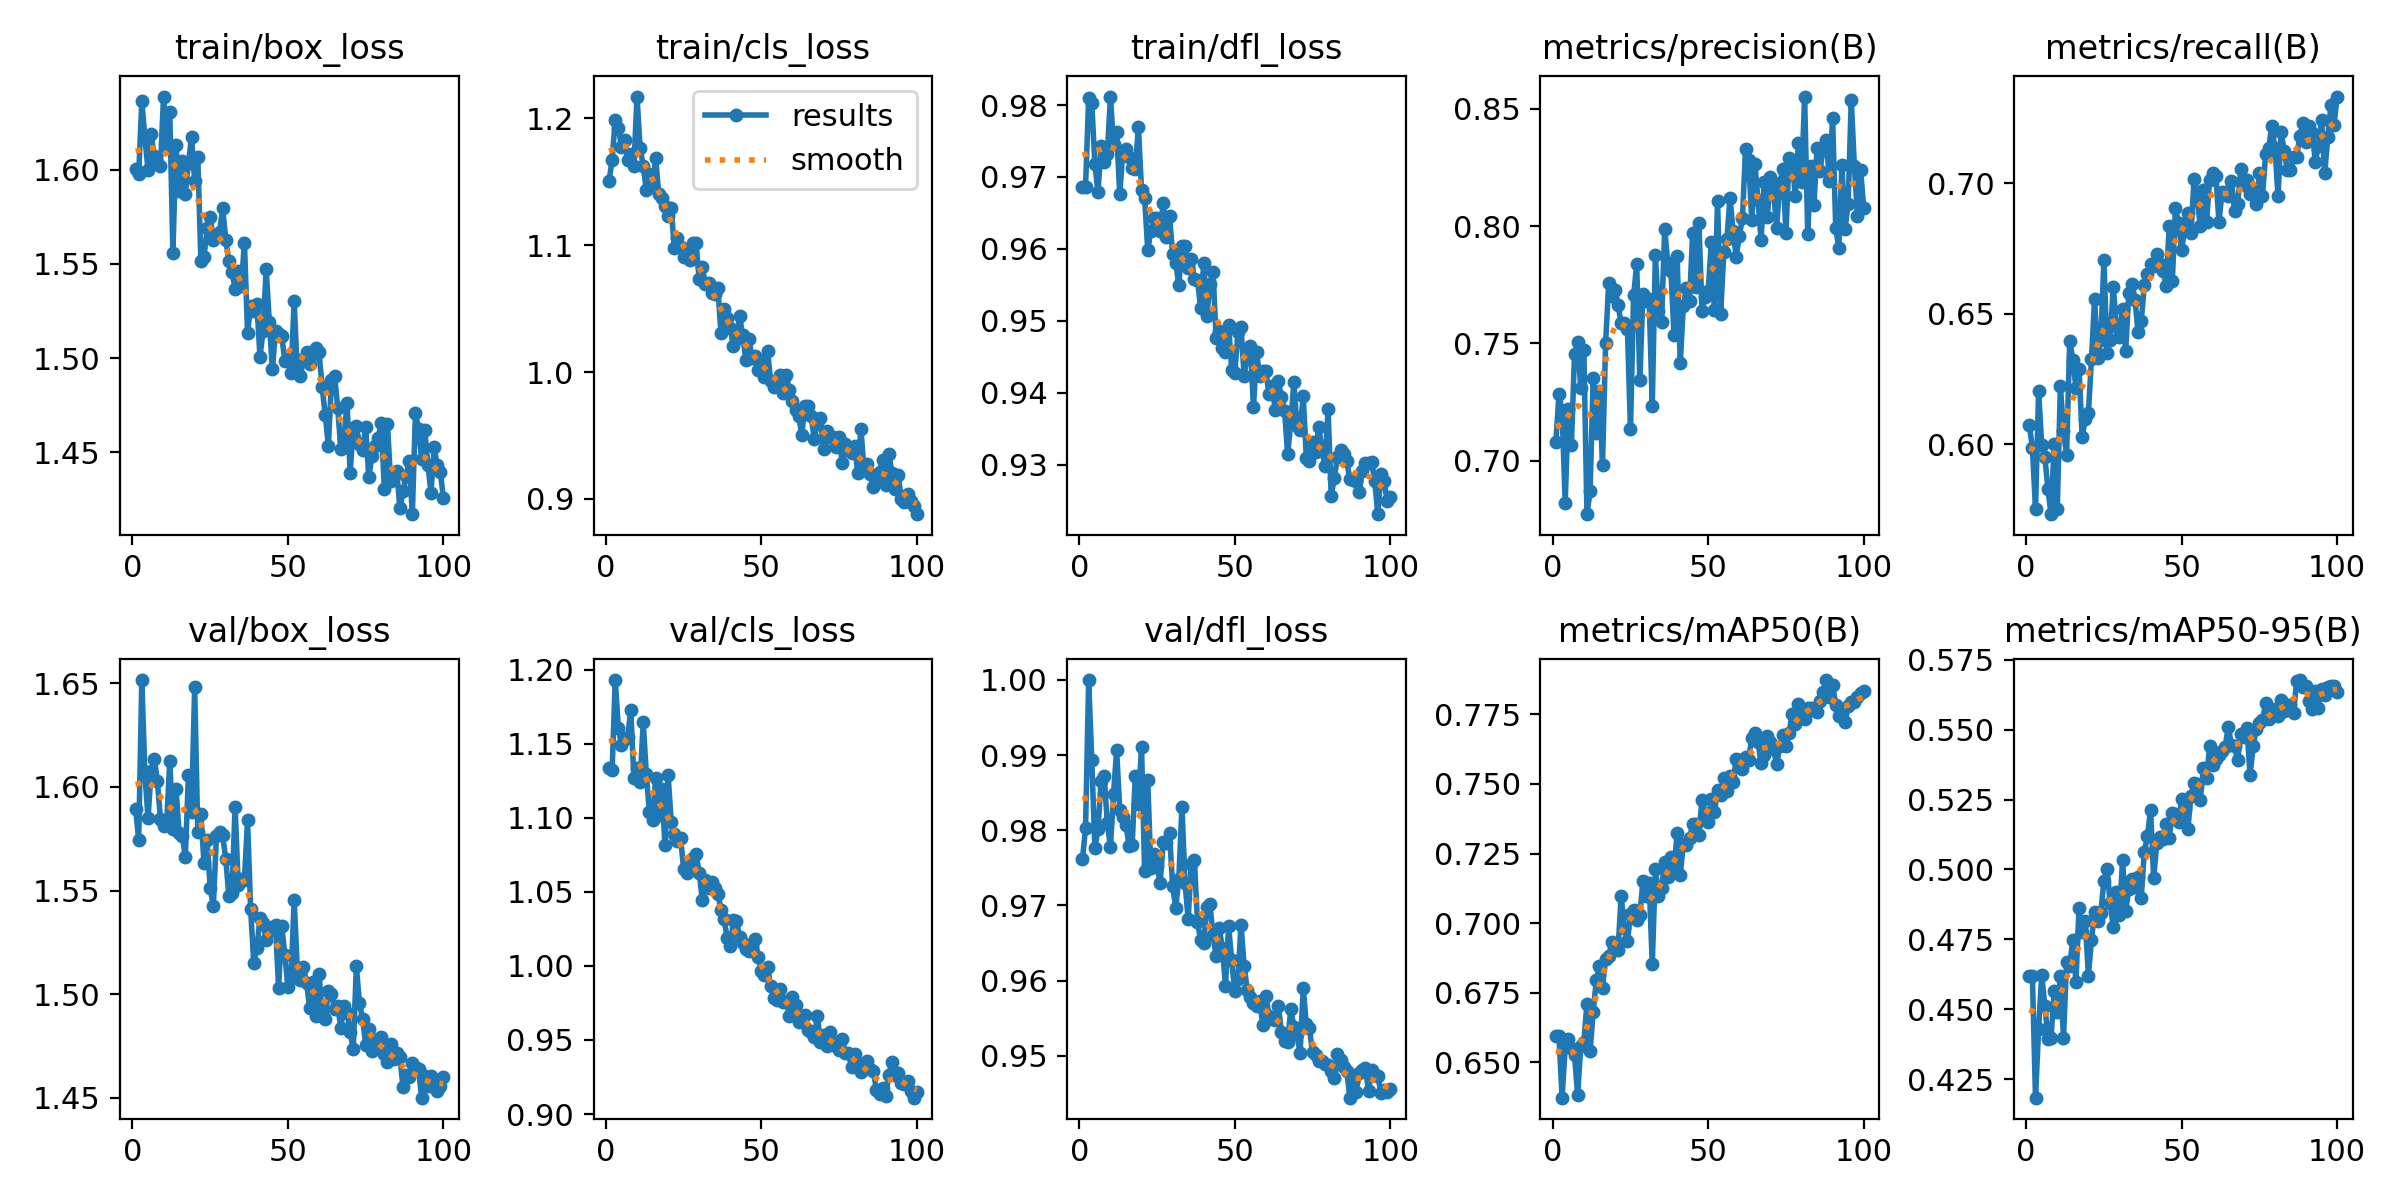 train/box_loss
1.60
1.55
1.50
1.45
0 50 100
train/cls_loss
results
smooth
1.2
1.1
1.0
0.9
0 50 100
train/dfl_loss
0.98
0.97
0.96
0.95
0.94
0.93
0 50 100
metrics/precision(B)
0.85
0.80
0.75
0.70
0 50 100
metrics/recall(B)
0.70
0.65
0.60
0 50 100
val/box_loss
1.65
1.60
1.55
1.50
1.45
0 50 100
val/cls_loss
1.20
1.15
1.10
1.05
1.00
0.95
0.90
0 50 100
val/dfl_loss
1.00
0.99
0.98
0.97
0.96
0.95
0 50 100
metrics/mAP50(B)
0.775
0.750
0.725
0.700
0.675
0.650
0 50 100
metrics/mAP50-95(B)
0.575
0.550
0.525
0.500
0.475
0.450
0.425
0 50 100